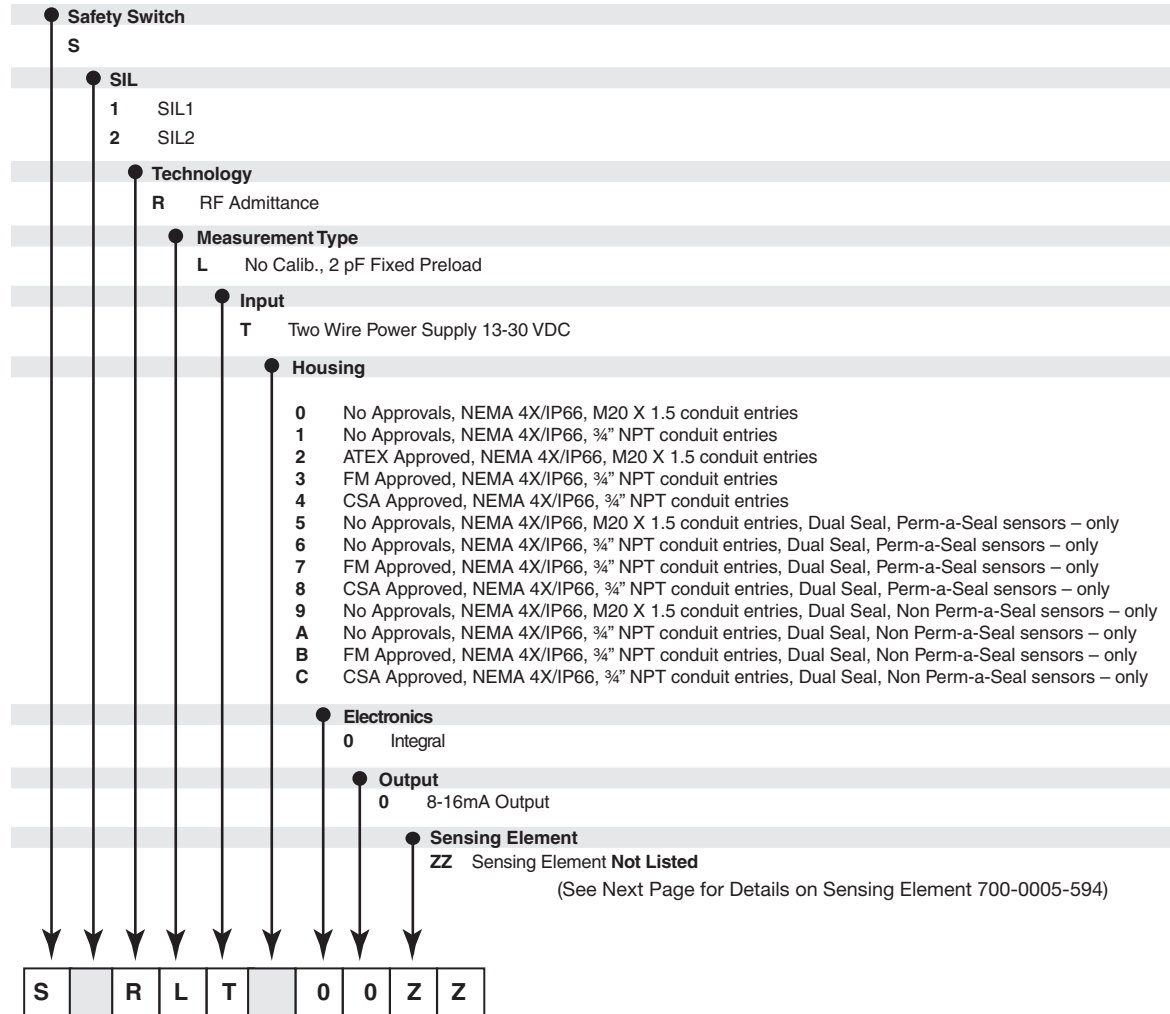 Safety Switch
S
SIL
1 SIL1
2 SIL2
Technology
R RF Admittance
Measurement Type
L No Calib., 2 pF Fixed Preload
Input
T Two Wire Power Supply 13-30 VDC
Housing
0 No Approvals, NEMA 4X/IP66, M20 X 1.5 conduit entries
1 No Approvals, NEMA 4X/IP66, ¾” NPT conduit entries
2 ATEX Approved, NEMA 4X/IP66, M20 X 1.5 conduit entries
3 FM Approved, NEMA 4X/IP66, ¾” NPT conduit entries
4 CSA Approved, NEMA 4X/IP66, ¾” NPT conduit entries
5 No Approvals, NEMA 4X/IP66, M20 X 1.5 conduit entries, Dual Seal, Perm-a-Seal sensors – only
6 No Approvals, NEMA 4X/IP66, ¾” NPT conduit entries, Dual Seal, Perm-a-Seal sensors – only
7 FM Approved, NEMA 4X/IP66, ¾” NPT conduit entries, Dual Seal, Perm-a-Seal sensors – only
8 CSA Approved, NEMA 4X/IP66, ¾” NPT conduit entries, Dual Seal, Perm-a-Seal sensors – only
9 No Approvals, NEMA 4X/IP66, M20 X 1.5 conduit entries, Dual Seal, Non Perm-a-Seal sensors – only
A No Approvals, NEMA 4X/IP66, ¾” NPT conduit entries, Dual Seal, Non Perm-a-Seal sensors – only
B FM Approved, NEMA 4X/IP66, ¾” NPT conduit entries, Dual Seal, Non Perm-a-Seal sensors – only
C CSA Approved, NEMA 4X/IP66, ¾” NPT conduit entries, Dual Seal, Non Perm-a-Seal sensors – only
Electronics
0 Integral
Output
0 8-16mA Output
Sensing Element
ZZ Sensing Element Not Listed
(See Next Page for Details on Sensing Element 700-0005-594)
S R L T 0 0 Z Z